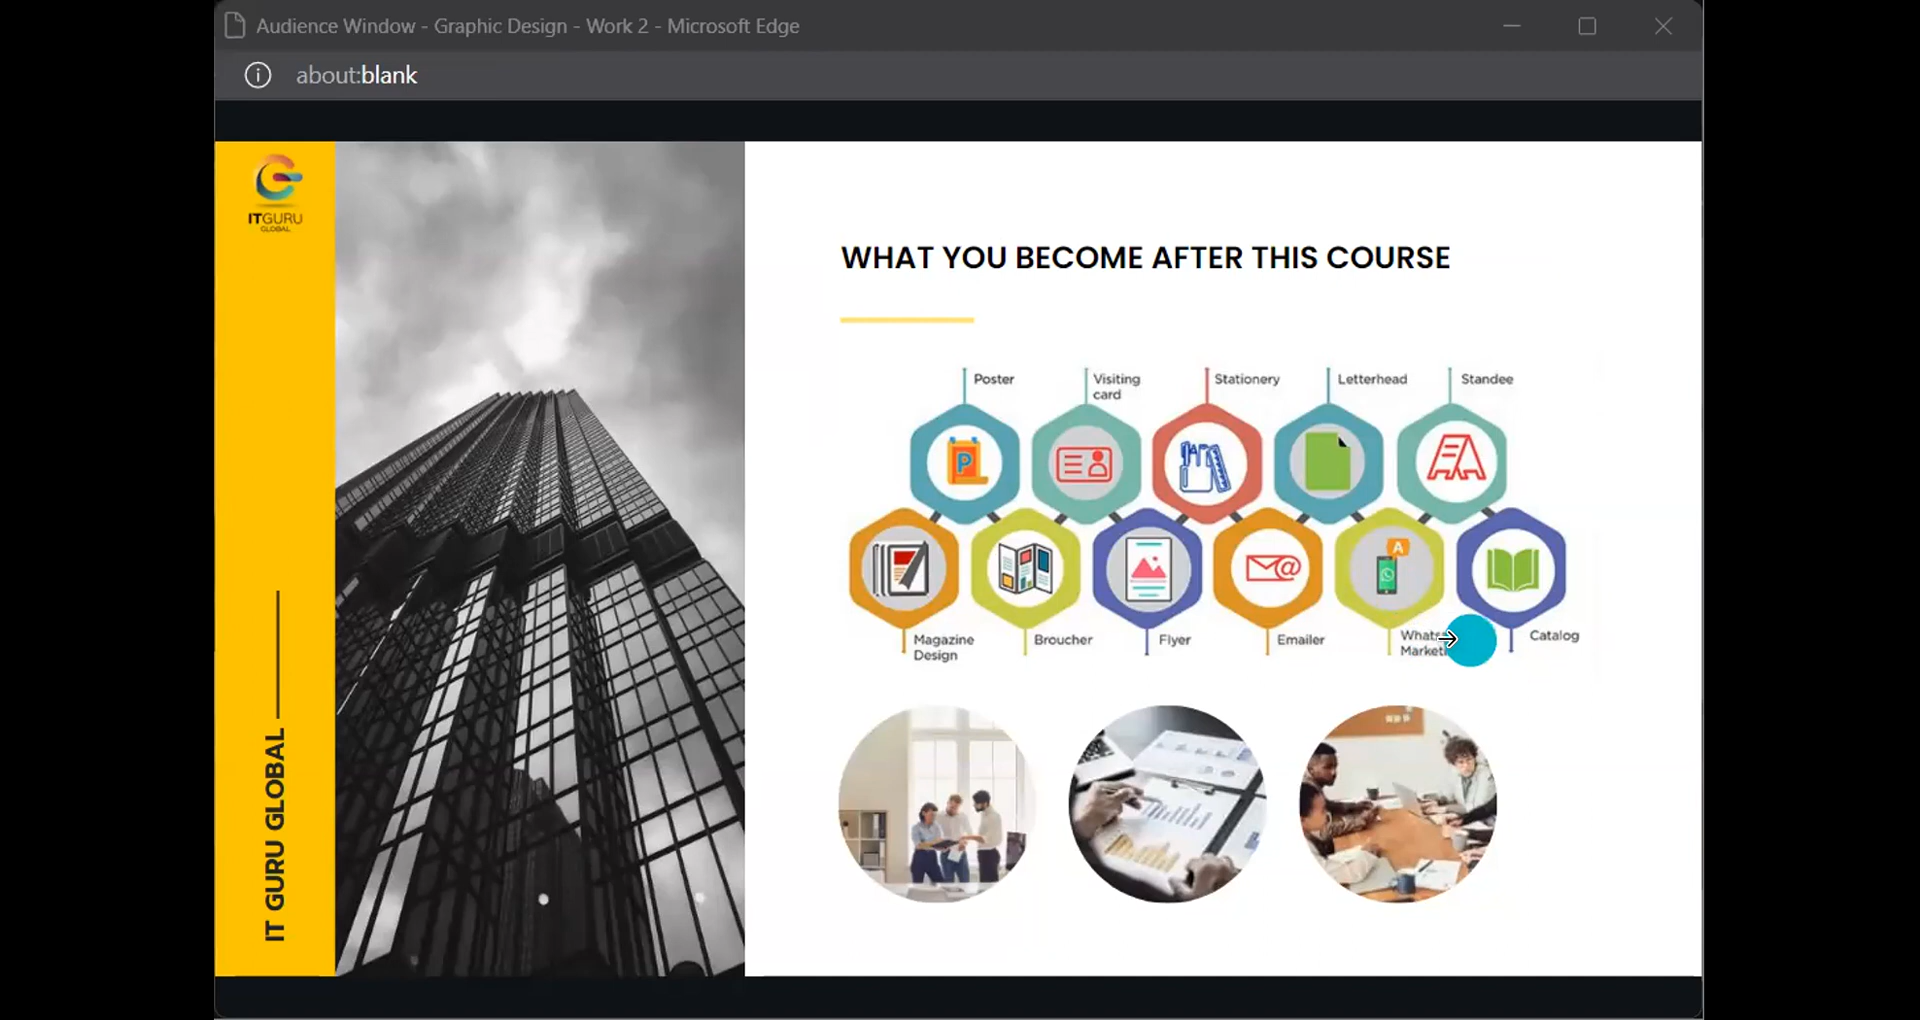 Audience Window - Graphic Design - Work 2 - Microsoft Edge
about:blank
ITGURU
GLOBAL
IT GURU GLOBAL
WHAT YOU BECOME AFTER THIS COURSE
Poster
Visiting
card
Stationery
Letterhead
Standee
P
A
Magazine
Design
Broucher
Flyer
Emailer
Catalog